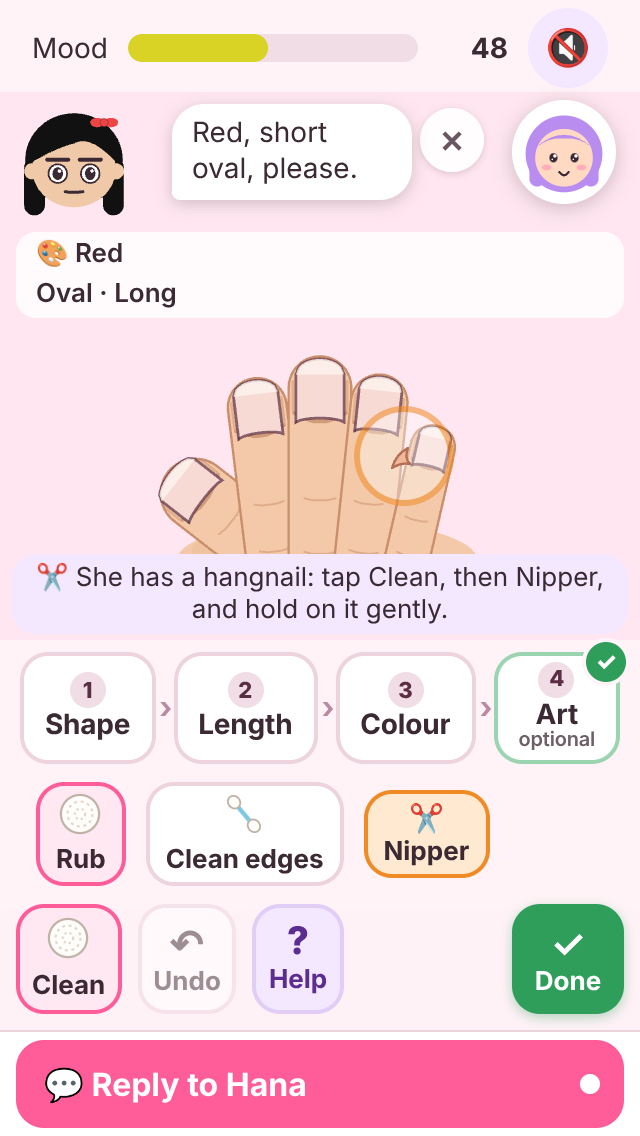 Mood
48
Red, short
oval, please.
Red
Oval · Long
She has a hangnail: tap Clean, then Nipper,
and hold on it gently.
1
Shape
2
Length
3
Colour
4
Art
optional
Rub
Clean edges
Nipper
Clean
Undo
? Help
Done
Reply to Hana